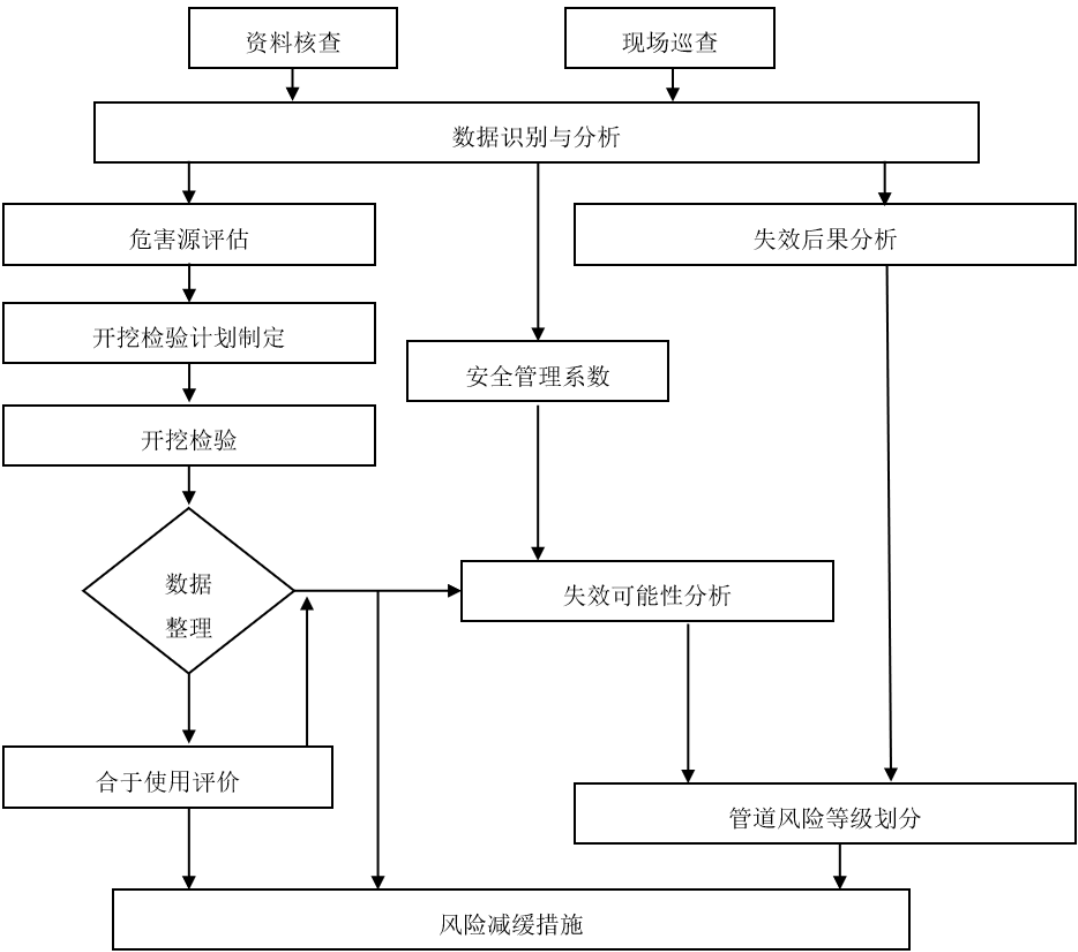 资料核查
现场巡查
数据识别与分析
危害源评估
失效后果分析
开挖检验计划制定
安全管理系数
开挖检验
数据
整理
失效可能性分析
合于使用评价
管道风险等级划分
风险减缓措施